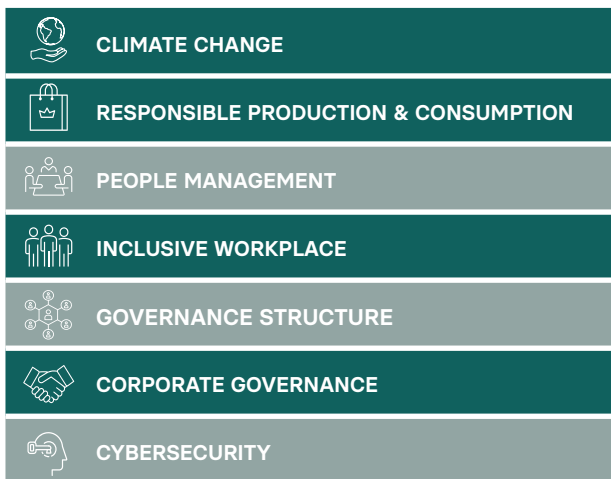 CLIMATE CHANGE
RESPONSIBLE PRODUCTION & CONSUMPTION
PEOPLE MANAGEMENT
INCLUSIVE WORKPLACE
GOVERNANCE STRUCTURE
CORPORATE GOVERNANCE
CYBERSECURITY